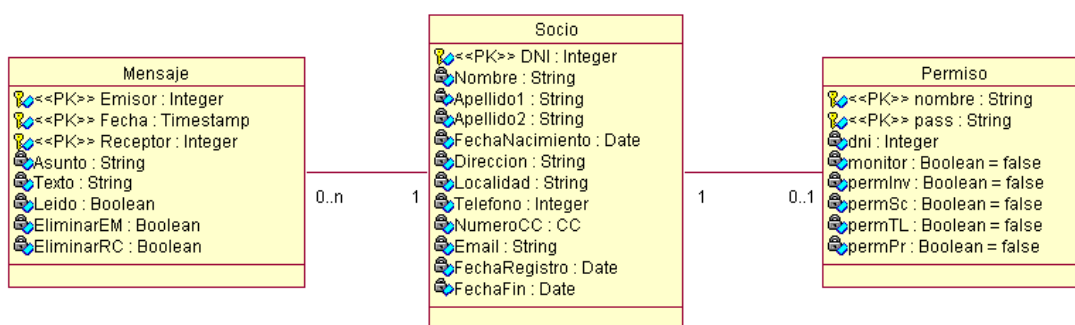 Mensaje
<<PK>> Emisor : Integer
<<PK>> Fecha : Timestamp
<<PK>> Receptor : Integer
Asunto : String
Texto : String
Leido : Boolean
EliminarEM : Boolean
EliminarRC : Boolean
0..n
1
Socio
<<PK>> DNI : Integer
Nombre : String
Apellido1 : String
Apellido2 : String
FechaNacimiento : Date
Direccion : String
Localidad : String
Telefono : Integer
NumeroCC : CC
Email : String
FechaRegistro : Date
FechaFin : Date
1
0..1
Permiso
<<PK>> nombre : String
<<PK>> pass : String
dni : Integer
monitor : Boolean = false
permInv : Boolean = false
permSc : Boolean = false
permTL : Boolean = false
permPr : Boolean = false